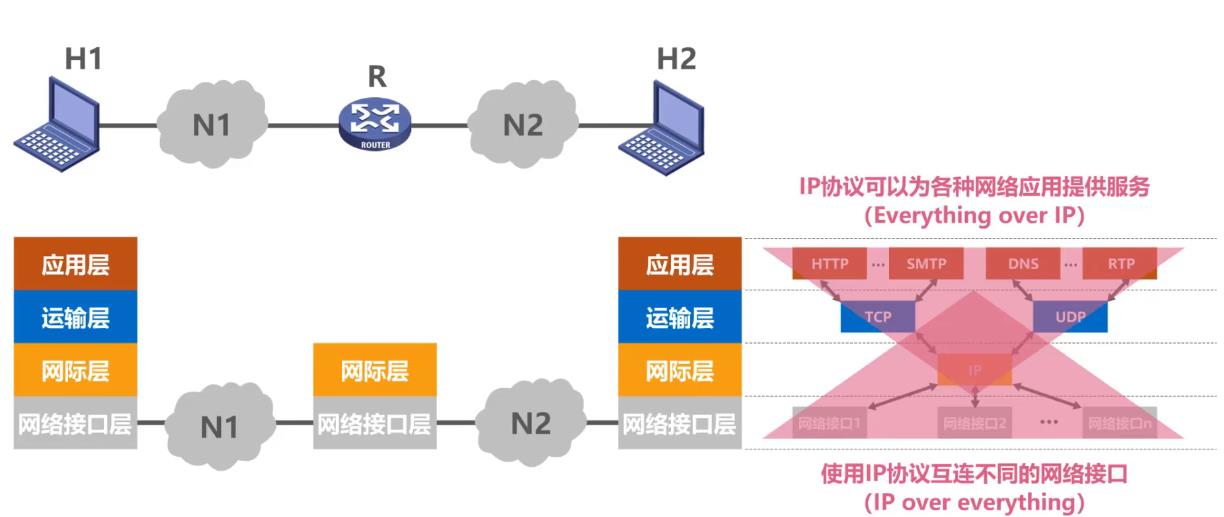 H1
R
H2
N1
N2
ROUTER
IP协议可以为各种网络应用提供服务
（Everything over IP）
应用层
应用层
HTTP ··· SMTP DNS ··· RTP
运输层
运输层
TCP UDP
网际层
网际层
网际层
IP
网络接口层
N1
网络接口层
N2
网络接口层
网络接口1 网络接口2 ··· 网络接口n
使用IP协议互连不同的网络接口
（IP over everything）